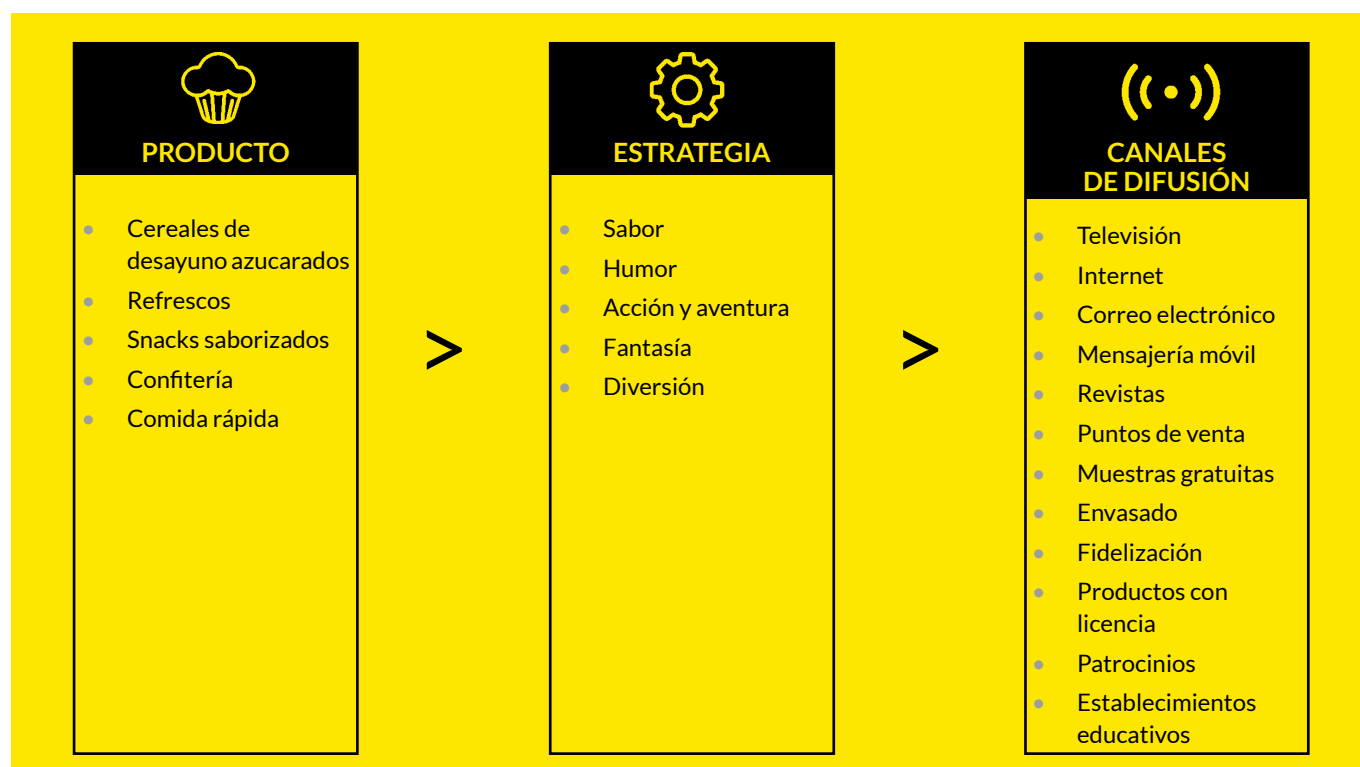 PRODUCTO
Cereales de
desayuno azucarados
Refrescos
Snacks saborizados
Confitería
Comida rápida
>
ESTRATEGIA
Sabor
Humor
Acción y aventura
Fantasía
Diversión
>
CANALES
DE DIFUSIÓN
Televisión
Internet
Correo electrónico
Mensajería móvil
Revistas
Puntos de venta
Muestras gratuitas
Envasado
Fidelización
Productos con
licencia
Patrocinios
Establecimientos
educativos